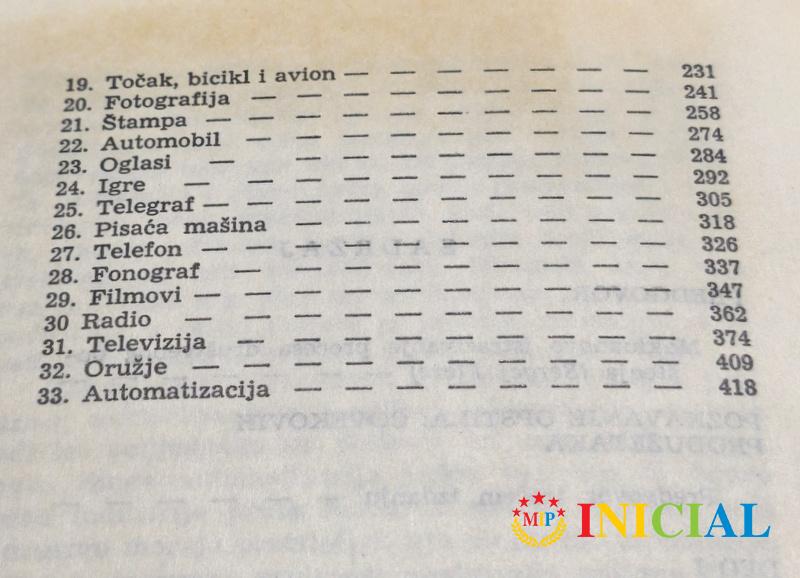 19. Točak, bicikl i avion — — — — — — — 231
20. Fotografija — — — — — — — — — 241
21. Štampa — — — — — — — — — — 258
22. Automobil — — — — — — — — — 274
23. Oglasi — — — — — — — — — — 284
24. Igre — — — — — — — — — — 292
25. Telegraf — — — — — — — — — — 305
26. Pisaća mašina — — — — — — — — 318
27. Telefon — — — — — — — — — — 326
28. Fonograf — — — — — — — — — 337
29. Filmovi — — — — — — — — — — 347
30 Radio — — — — — — — — — — 362
31. Televizija — — — — — — — — — 374
32. Oružje — — — — — — — — — — 409
33. Automatizacija — — — — — — — — 418
MIP INICIAL